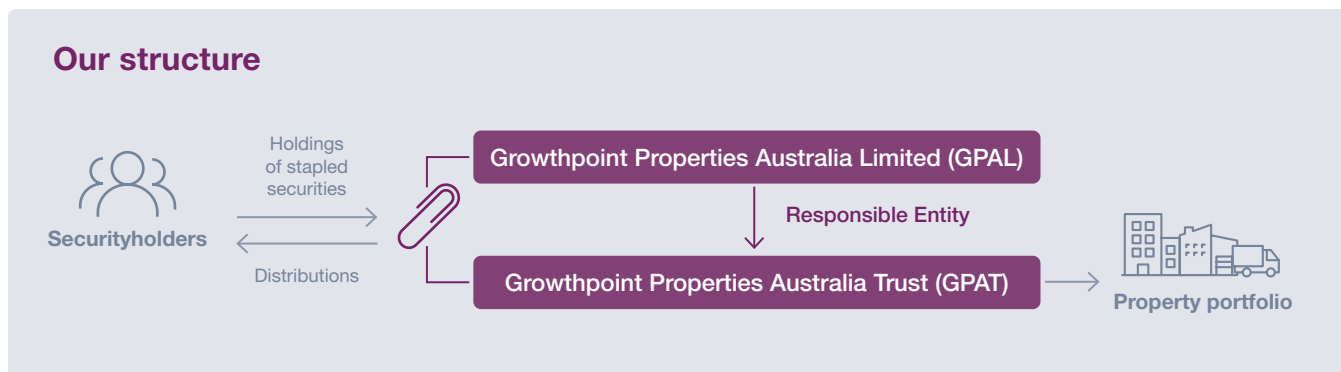 Our structure
Holdings
of stapled
securities
Securityholders
Distributions
Growthpoint Properties Australia Limited (GPAL)
Responsible Entity
Growthpoint Properties Australia Trust (GPAT)
Property portfolio